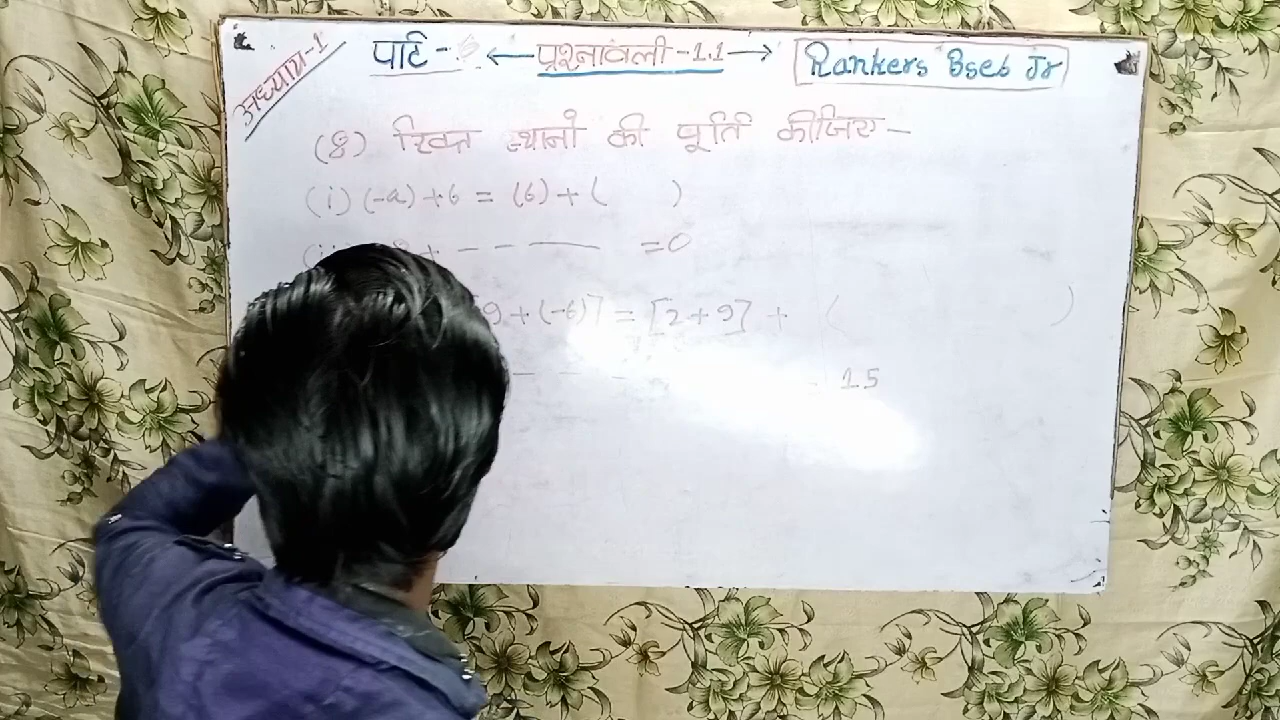 अध्याय-1
पार्ट- ←प्रश्नावली-1.1→ Rankers Bseb Jr
(8) रिक्त स्थानो की पूर्ति कीजिए-
(i) (-a)+6 = (6)+( )
+ - - — =0
9+(-6)] = [2+9] + ( )
- - - 15